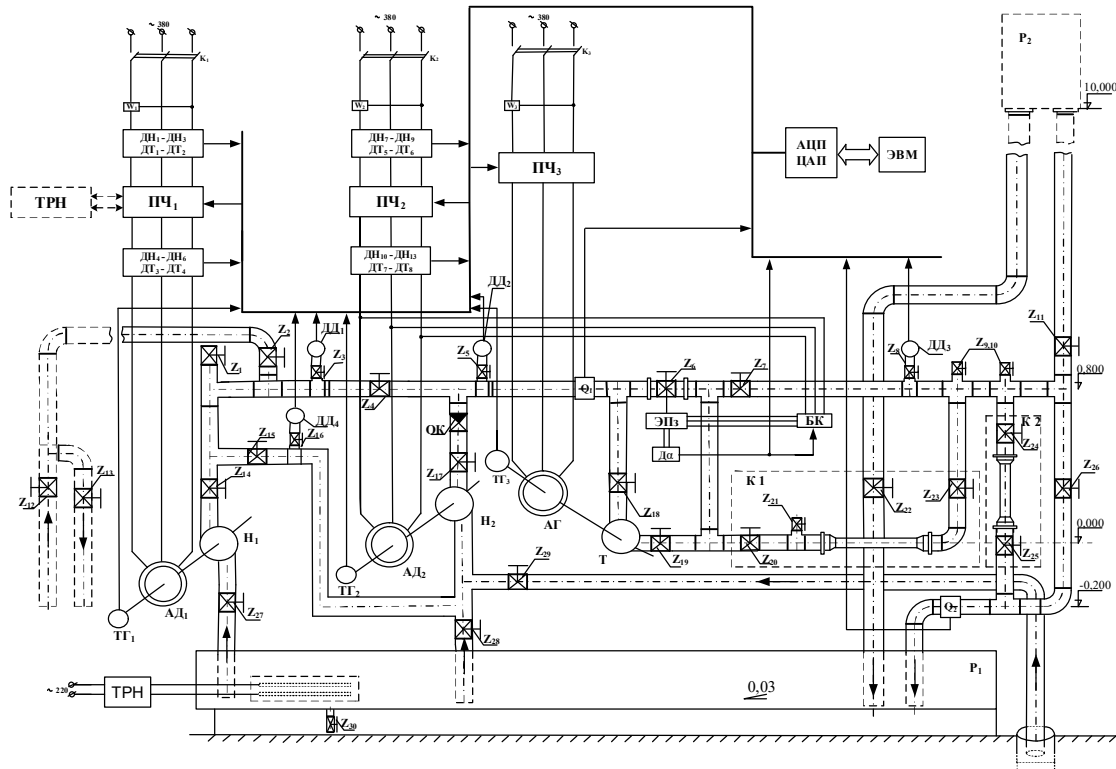 ~ 380
~ 380
K₁
K₂
K₃
P₂
10,000
W₁
W₂
W₃
ДН₁ - ДН₃
ДТ₁ - ДТ₂
ДН₇ - ДН₉
ДТ₅ - ДТ₆
АЦП
ЦАП
ЭВМ
ПЧ₃
ТРН
ПЧ₁
ПЧ₂
ДН₄ - ДН₆
ДТ₃ - ДТ₄
ДН₁₀ - ДН₁₃
ДТ₇ - ДТ₈
ДД₂
Z₂
ДД₁
Z₁
Z₃
Z₅
Z₆
Z₇
Z₈
ДД₃
Z₉,₁₀
Z₁₁
0,800
Z₄
Q₁
ДД₄
Z₁₆
Z₁₅
ОК
ЭПз
БК
К 2
Z₂₄
Дα
Z₁₃
Z₁₄
Z₁₇
ТГ₃
К 1
Z₁₂
Z₁₈
Z₂₁
Z₂₂
Z₂₃
Z₂₆
АГ
Н₁
Н₂
0,000
Т
Z₁₉
Z₂₀
Z₂₅
Z₂₉
АД₁
АД₂
ТГ₂
-0,200
ТГ₁
Z₂₇
Q₂
Z₂₈
P₁
~ 220
ТРН
0,03
Z₃₀